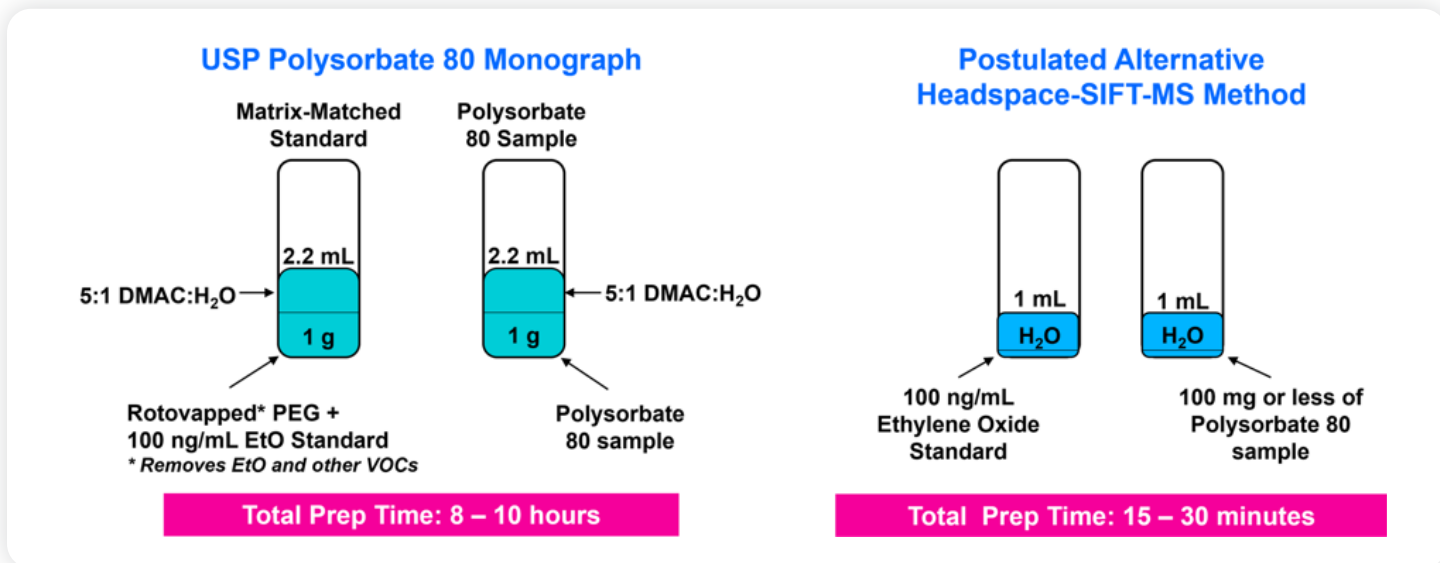 USP Polysorbate 80 Monograph
Matrix-Matched
Standard
Polysorbate
80 Sample
2.2 mL
2.2 mL
5:1 DMAC:H₂O
5:1 DMAC:H₂O
1 g
1 g
Rotovapped* PEG +
100 ng/mL EtO Standard
* Removes EtO and other VOCs
Polysorbate
80 sample
Total Prep Time: 8 – 10 hours
Postulated Alternative
Headspace-SIFT-MS Method
1 mL
1 mL
H₂O
H₂O
100 ng/mL
Ethylene Oxide
Standard
100 mg or less of
Polysorbate 80
sample
Total Prep Time: 15 – 30 minutes